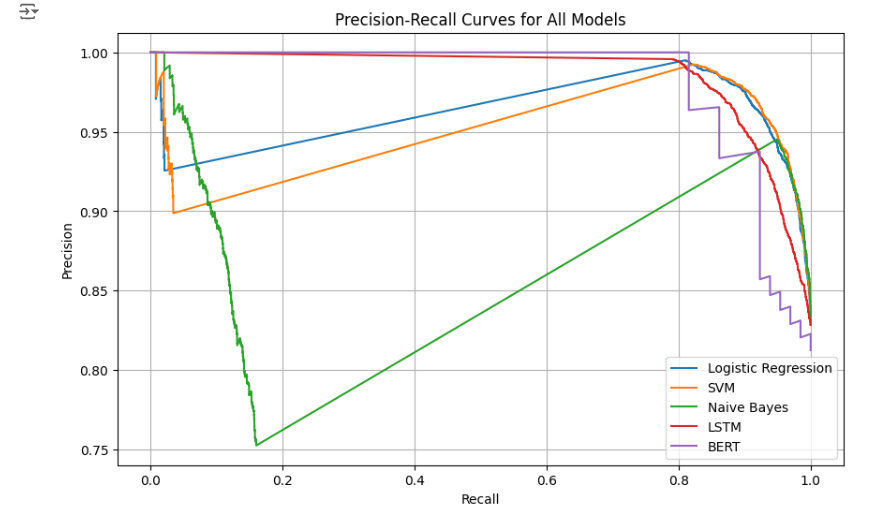 Precision-Recall Curves for All Models
1.00
0.95
0.90
0.85
0.80
0.75
Precision
0.0 0.2 0.4 0.6 0.8 1.0
Recall
Logistic Regression
SVM
Naive Bayes
LSTM
BERT